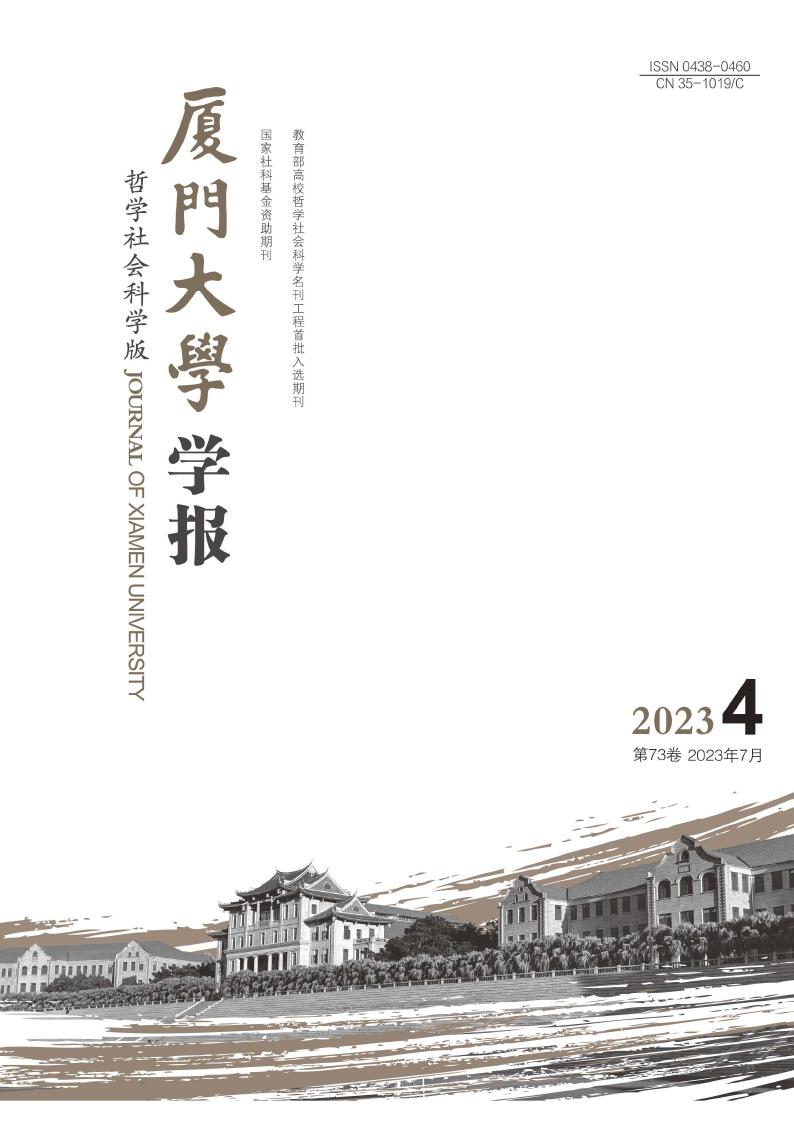 ISSN 0438-0460
CN 35-1019/C
教育部高校哲学社会科学名刊工程首批入选期刊
国家社科基金资助期刊
厦門大學学报
哲学社会科学版 JOURNAL OF XIAMEN UNIVERSITY
2023 4
第73卷 2023年7月